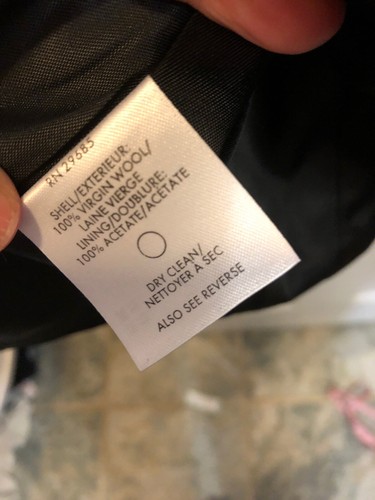 RN 29685
SHELL/EXTERIEUR:
100% VIRGIN WOOL/
LAINE VIERGE
LINING/DOUBLURE:
100% ACETATE/ACETATE
DRY CLEAN/
NETTOYER A SEC
ALSO SEE REVERSE